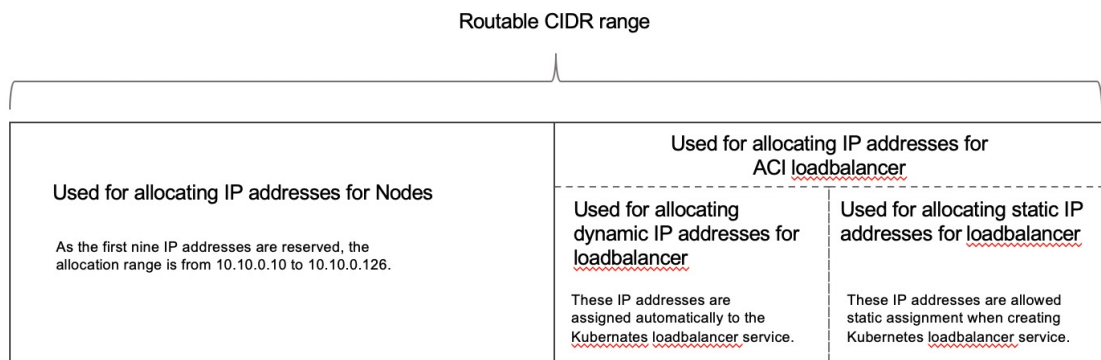 Routable CIDR range
Used for allocating IP addresses for Nodes
As the first nine IP addresses are reserved, the
allocation range is from 10.10.0.10 to 10.10.0.126.
Used for allocating IP addresses for
ACI loadbalancer
Used for allocating
dynamic IP addresses for
loadbalancer
These IP addresses are
assigned automatically to the
Kubernates loadbalancer service.
Used for allocating static IP
addresses for loadbalancer
These IP addresses are allowed
static assignment when creating
Kubernetes loadbalancer service.